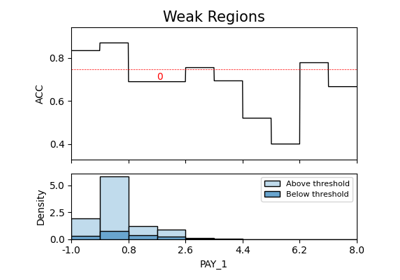 Weak Regions
0.8
0.6
0.4
ACC
0
5.0
2.5
0.0
Density
Above threshold
Below threshold
-1.0 0.8 2.6 4.4 6.2 8.0
PAY_1